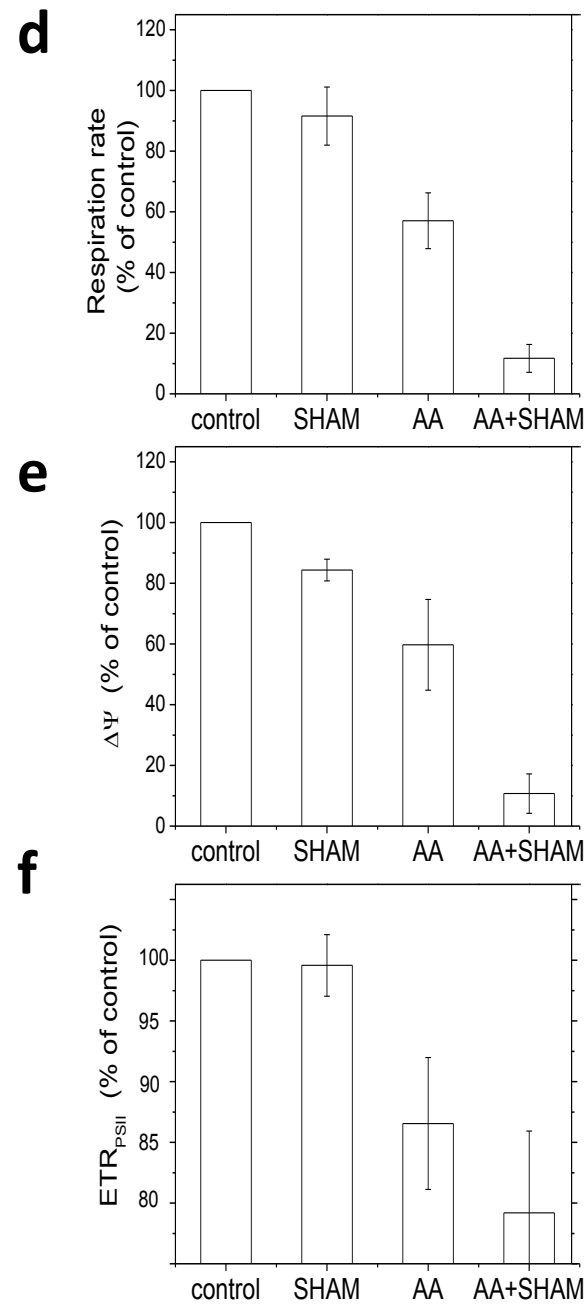 d
120
100
80
60
40
20
0
Respiration rate
(% of control)
control SHAM AA AA+SHAM
e
120
100
80
60
40
20
0
ΔΨ (% of control)
control SHAM AA AA+SHAM
f
100
95
90
85
80
ETR_PSII (% of control)
control SHAM AA AA+SHAM